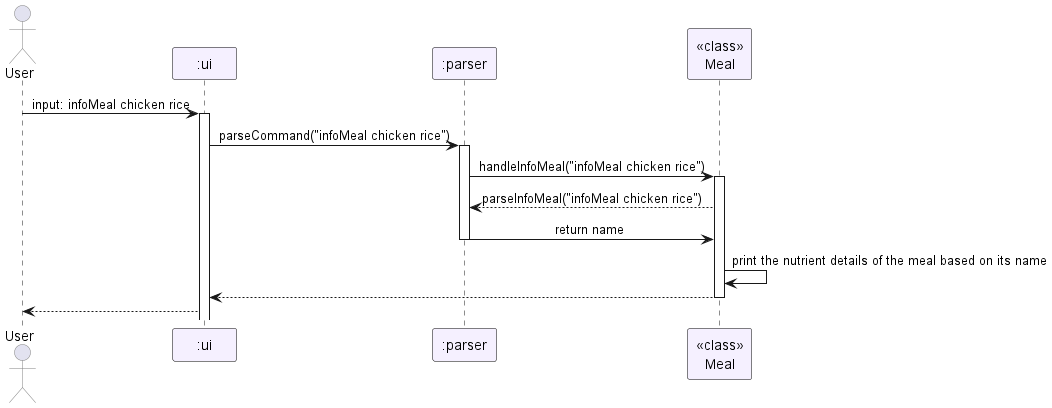 User
:ui
:parser
«class»
Meal
input: infoMeal chicken rice
parseCommand("infoMeal chicken rice")
handleInfoMeal("infoMeal chicken rice")
parseInfoMeal("infoMeal chicken rice")
return name
print the nutrient details of the meal based on its name
User
:ui
:parser
«class»
Meal